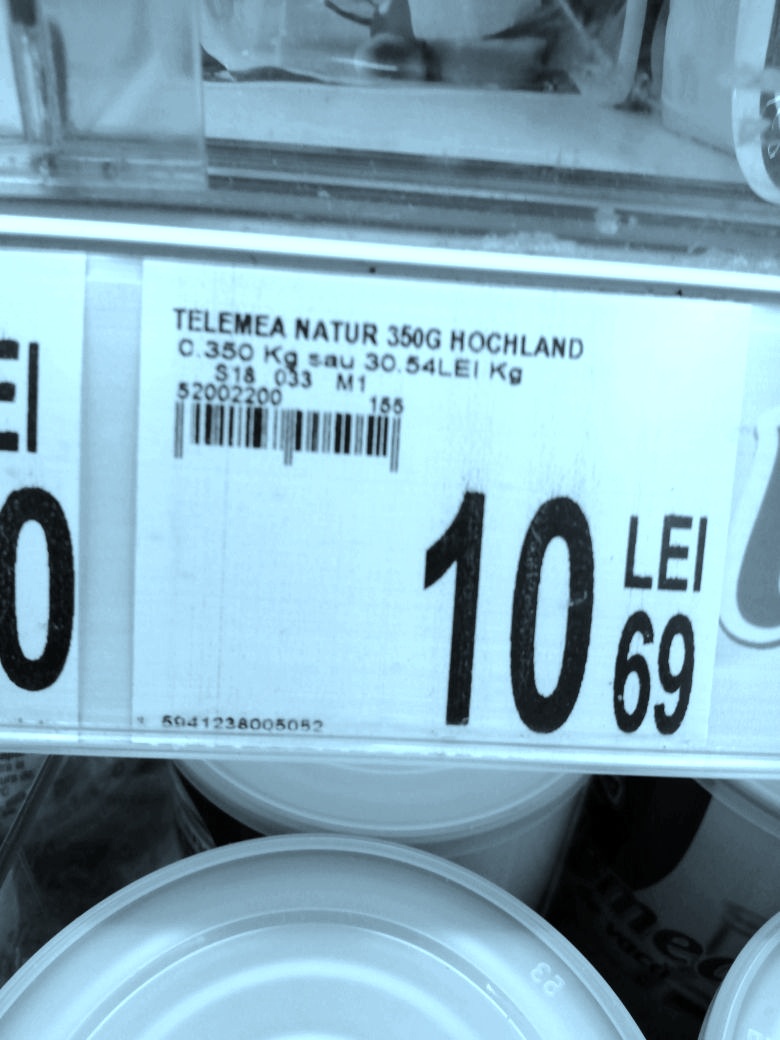 TELEMEA NATUR 350G HOCHLAND
0.350 Kg sau 30.54LEI Kg
S18 033 M1
52002200 155
10 LEI 69
5941238005052
EI
0
53